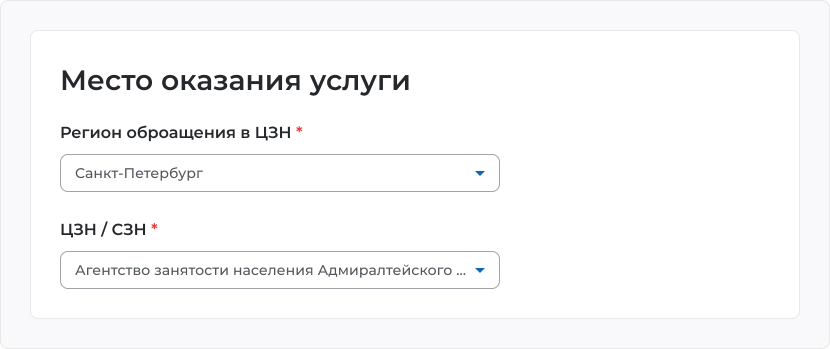 Место оказания услуги
Регион оброащения в ЦЗН *
Санкт-Петербург
ЦЗН / СЗН *
Агентство занятости населения Адмиралтейского ...